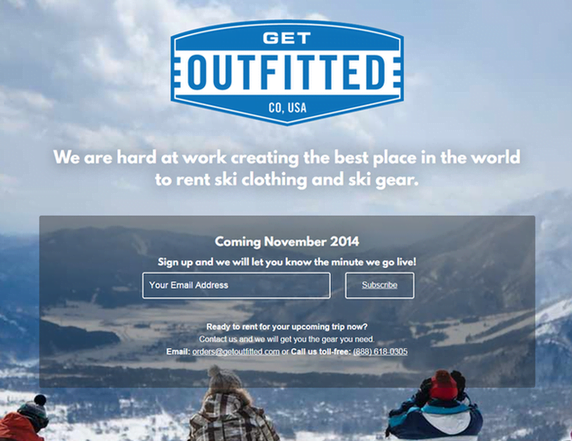 GET
OUTFITTED
CO, USA
We are hard at work creating the best place in the world
to rent ski clothing and ski gear.
Coming November 2014
Sign up and we will let you know the minute we go live!
Your Email Address
Subscribe
Ready to rent for your upcoming trip now?
Contact us and we will get you the gear you need
Email: orders@getoutfitted.com or Call us toll-free: (888) 618-0305